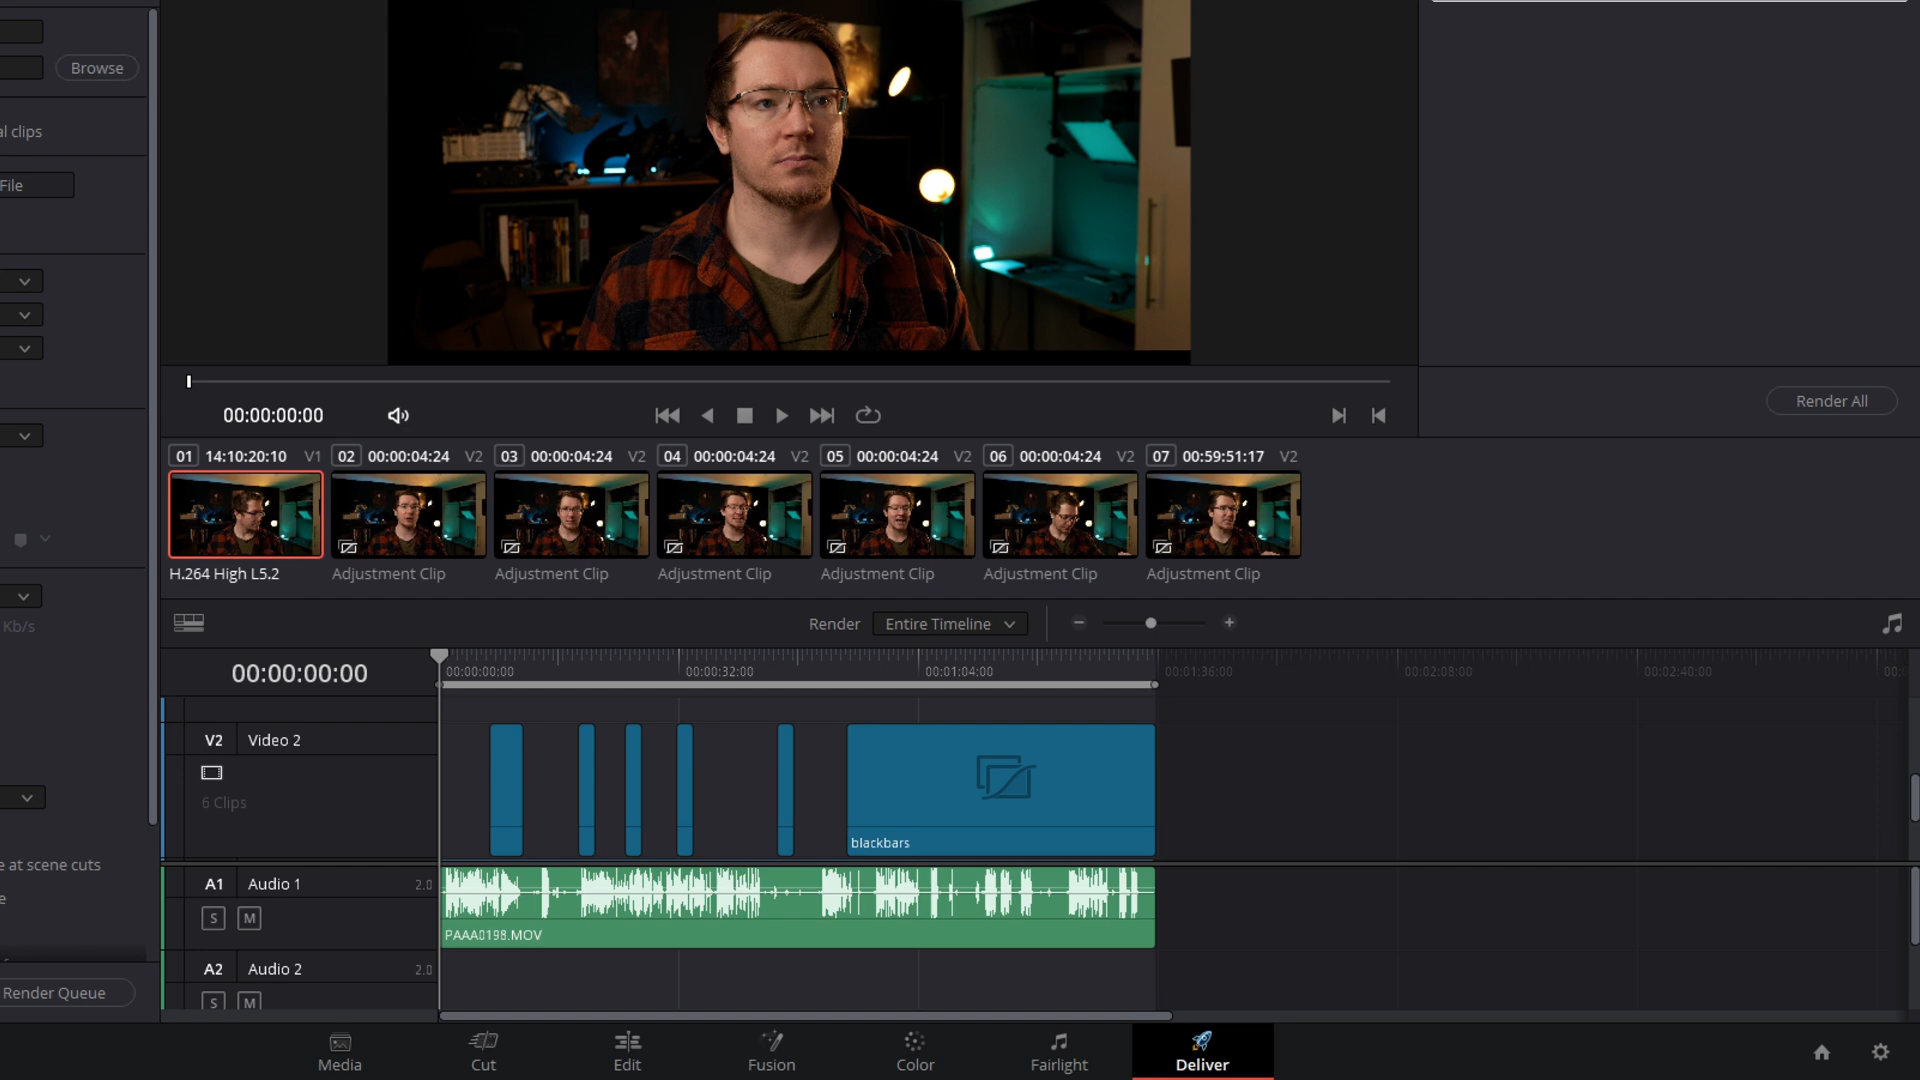 Browse
al clips
File
Kb/s
e at scene cuts
e
Render Queue
00:00:00:00
Render All
01 14:10:20:10 V1
02 00:00:04:24 V2
03 00:00:04:24 V2
04 00:00:04:24 V2
05 00:00:04:24 V2
06 00:00:04:24 V2
07 00:59:51:17 V2
H.264 High L5.2
Adjustment Clip
Adjustment Clip
Adjustment Clip
Adjustment Clip
Adjustment Clip
Adjustment Clip
Render Entire Timeline
00:00:00:00
00:00:00:00 00:00:32:00 00:01:04:00 00:01:36:00 00:02:08:00 00:02:40:00 00:
V2 Video 2
6 Clips
blackbars
A1 Audio 1 2.0
S M
PAAA0198.MOV
A2 Audio 2 2.0
S M
Media
Cut
Edit
Fusion
Color
Fairlight
Deliver